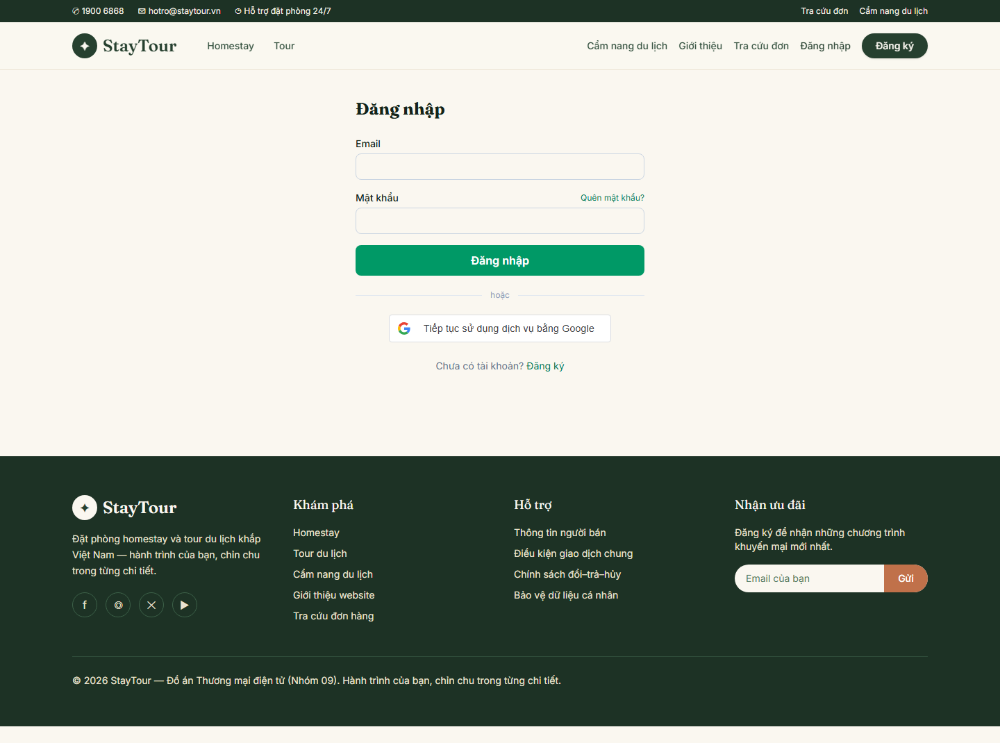 ✆ 1900 6868 ✉ hotro@staytour.vn ◷ Hỗ trợ đặt phòng 24/7 Tra cứu đơn Cẩm nang du lịch
StayTour Homestay Tour Cẩm nang du lịch Giới thiệu Tra cứu đơn Đăng nhập Đăng ký
Đăng nhập
Email
Mật khẩu Quên mật khẩu?
Đăng nhập
hoặc
Tiếp tục sử dụng dịch vụ bằng Google
Chưa có tài khoản? Đăng ký
StayTour
Đặt phòng homestay và tour du lịch khắp
Việt Nam — hành trình của bạn, chỉn chu
trong từng chi tiết.
f
Khám phá
Homestay
Tour du lịch
Cẩm nang du lịch
Giới thiệu website
Tra cứu đơn hàng
Hỗ trợ
Thông tin người bán
Điều kiện giao dịch chung
Chính sách đổi–trả–hủy
Bảo vệ dữ liệu cá nhân
Nhận ưu đãi
Đăng ký để nhận những chương trình
khuyến mại mới nhất.
Email của bạn Gửi
© 2026 StayTour — Đồ án Thương mại điện tử (Nhóm 09). Hành trình của bạn, chỉn chu trong từng chi tiết.